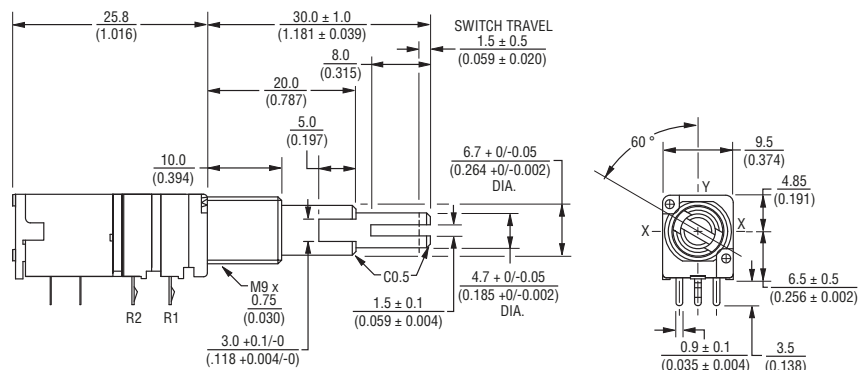 25.8
(1.016)
30.0 ± 1.0
(1.181 ± 0.039)
SWITCH TRAVEL
1.5 ± 0.5
(0.059 ± 0.020)
8.0
(0.315)
20.0
(0.787)
5.0
(0.197)
10.0
(0.394)
6.7 + 0/-0.05
(0.264 +0/-0.002)
DIA.
60 °
9.5
(0.374)
4.85
(0.191)
Y
X
X
6.5 ± 0.5
(0.256 ± 0.002)
C0.5
4.7 + 0/-0.05
(0.185 +0/-0.002)
DIA.
M9 x
0.75
(0.030)
1.5 ± 0.1
(0.059 ± 0.004)
R2
R1
3.0 +0.1/-0
(.118 +0.004/-0)
0.9 ± 0.1
(0.035 ± 0.004)
3.5
(0.138)